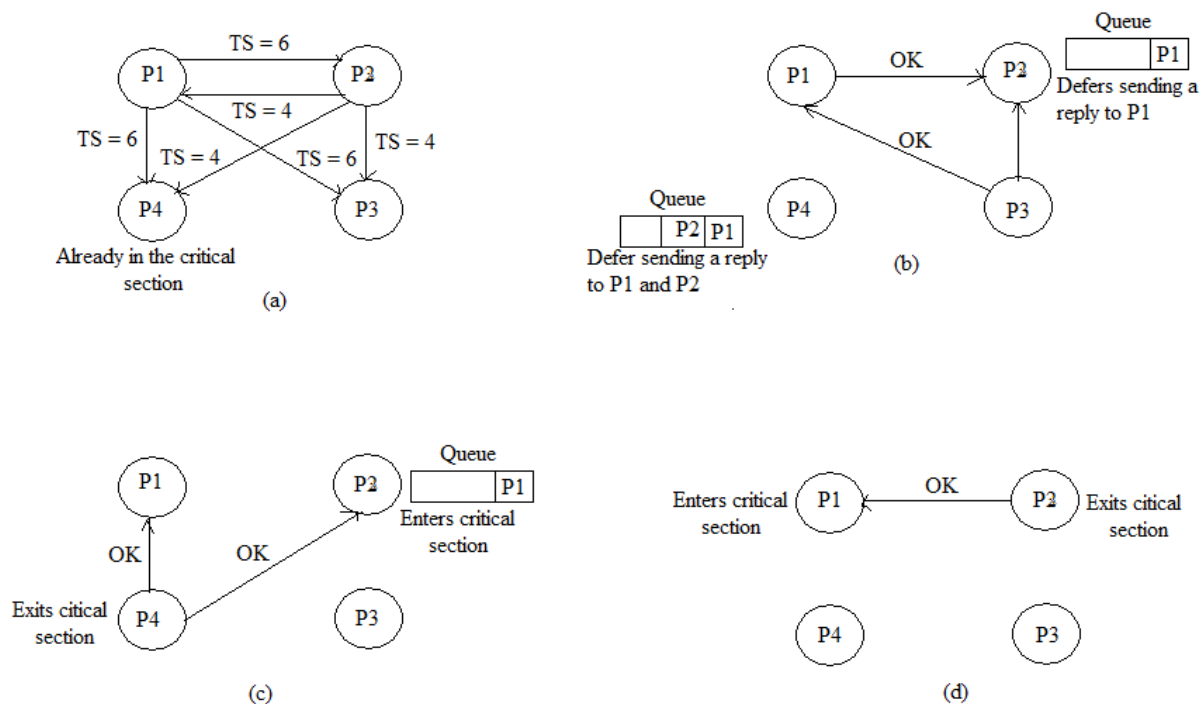 TS = 6
P1
P2
TS = 4
TS = 6
TS = 4
TS = 6
TS = 4
P4
P3
Already in the critical
section
(a)
Queue
P1
P1
OK
P2
Defers sending a
reply to P1
OK
Queue
P4
P3
P2 P1
Defer sending a reply
to P1 and P2
(b)
Queue
P1
P2
P1
Enters critical
section
OK
OK
Exits citical
section
P4
P3
(c)
OK
Enters critical
section
P1
P2
Exits citical
section
P4
P3
(d)